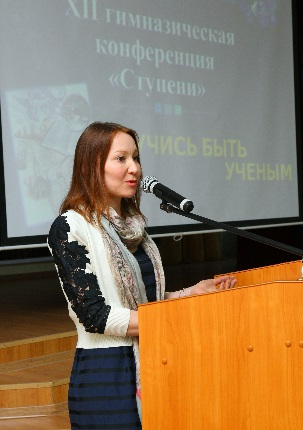 XII гимназическая
конференция
«Ступени»
УЧИСЬ БЫТЬ
УЧЕНЫМ